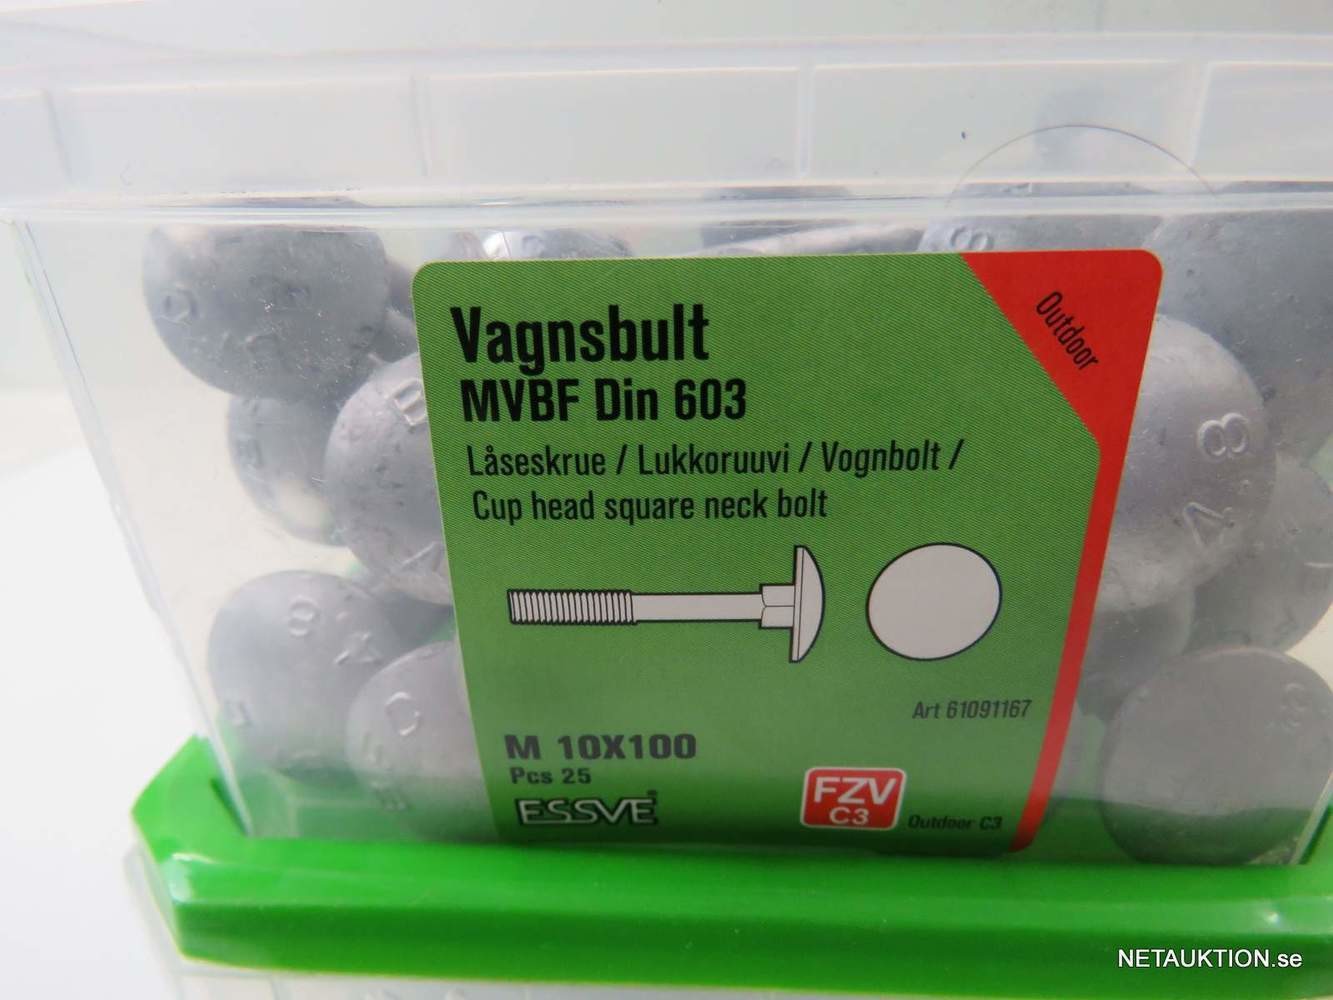 Vagnsbult
MVBF Din 603
Outdoor
Låseskrue / Lukkoruuvi / Vognbolt /
Cup head square neck bolt
Art 61091167
M 10X100
Pcs 25
ESSVE®
FZV
C3
Outdoor C3
NETAUKTION.se